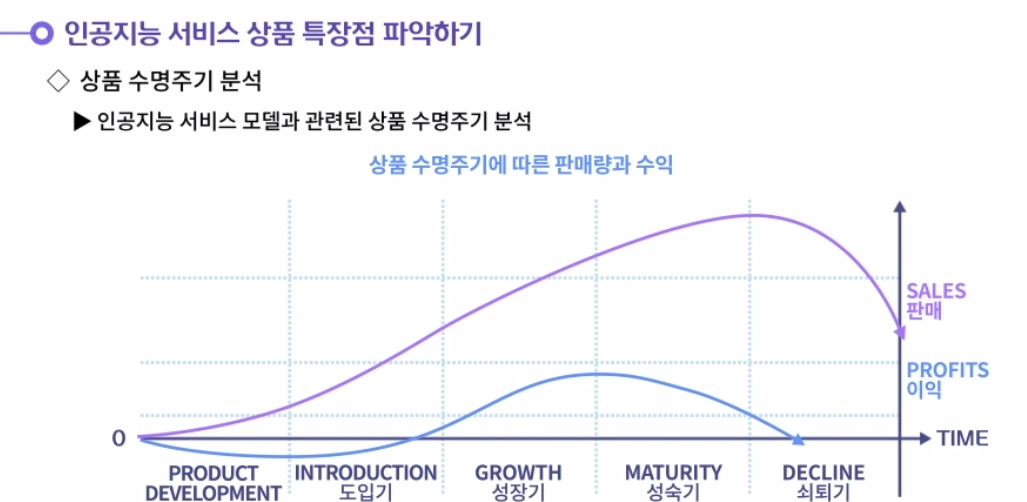 인공지능 서비스 상품 특장점 파악하기
◇ 상품 수명주기 분석
▶ 인공지능 서비스 모델과 관련된 상품 수명주기 분석
상품 수명주기에 따른 판매량과 수익
SALES
판매
PROFITS
이익
0
TIME
PRODUCT
DEVELOPMENT
INTRODUCTION
도입기
GROWTH
성장기
MATURITY
성숙기
DECLINE
쇠퇴기